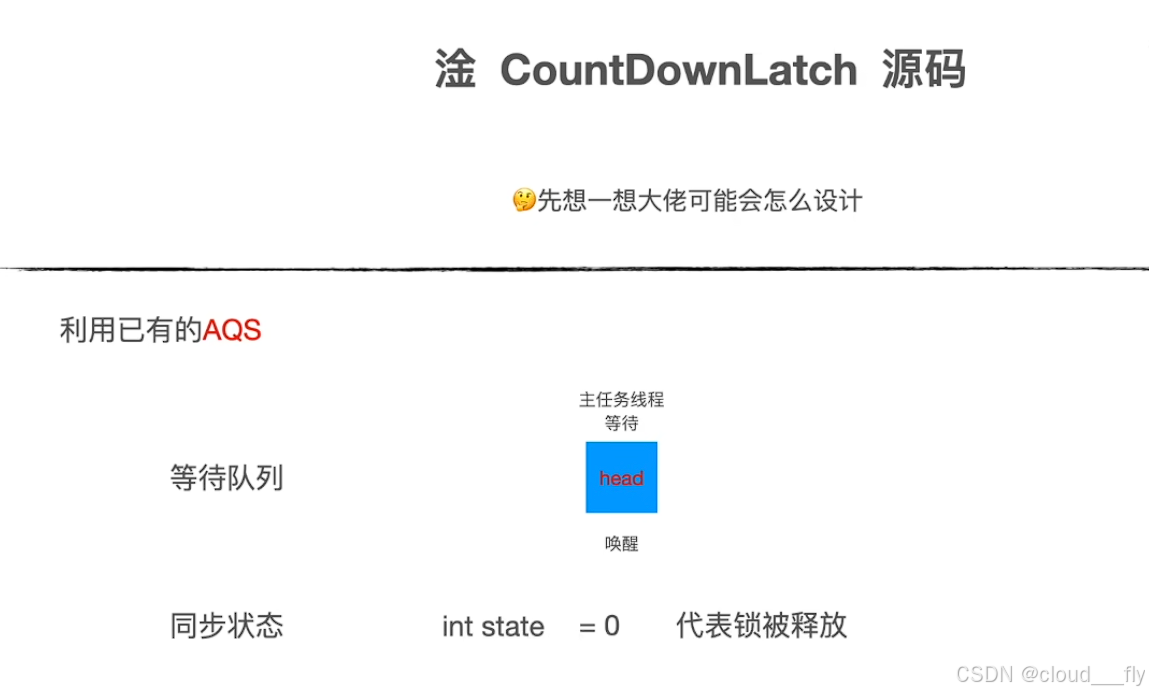 淦 CountDownLatch 源码
🤔先想一想大佬可能会怎么设计
利用已有的AQS
主任务线程
等待
等待队列
head
唤醒
同步状态 int state = 0 代表锁被释放
CSDN @cloud___fly